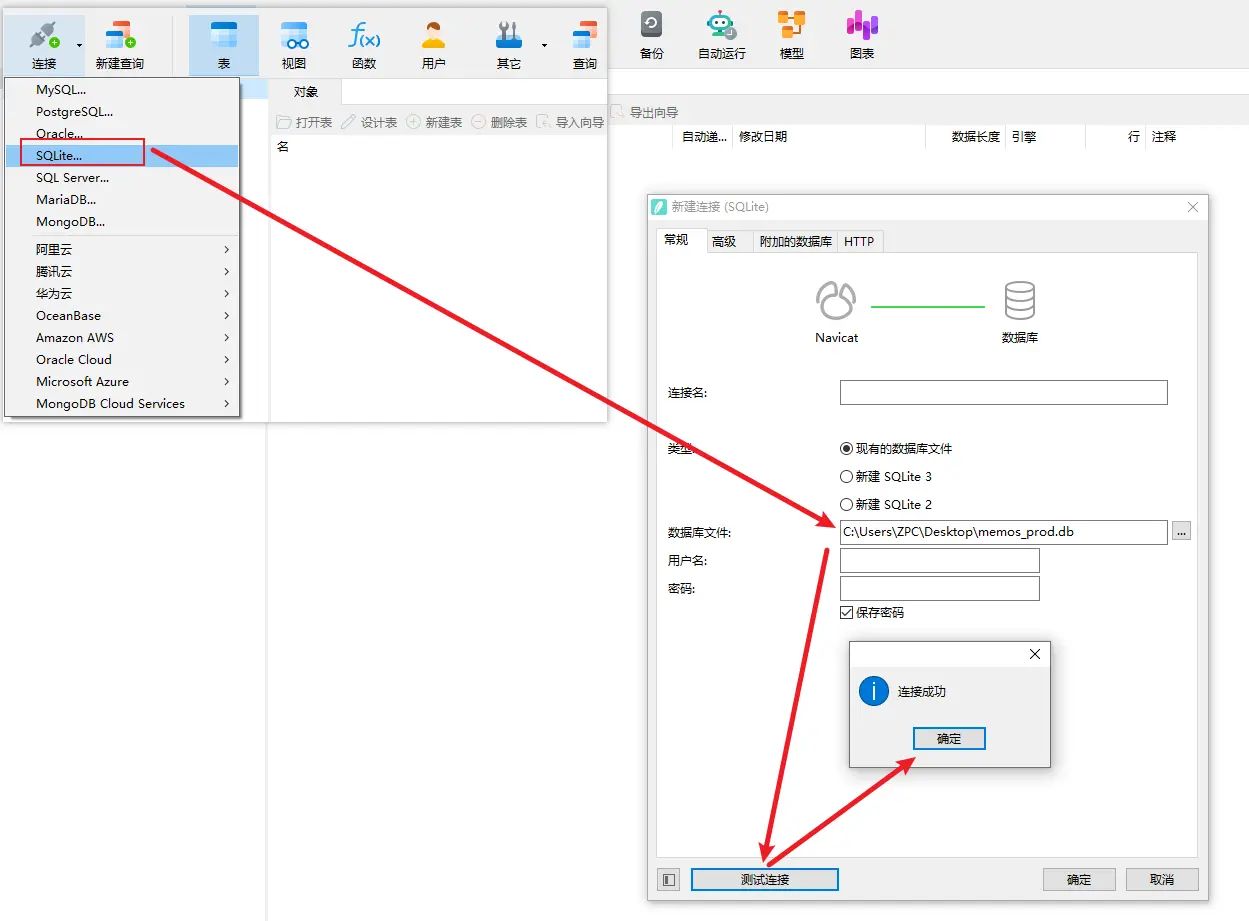 连接
新建查询
表
视图
函数
用户
其它
查询
备份
自动运行
模型
图表
MySQL...
PostgreSQL...
Oracle...
SQLite...
SQL Server...
MariaDB...
MongoDB...
阿里云
腾讯云
华为云
OceanBase
Amazon AWS
Oracle Cloud
Microsoft Azure
MongoDB Cloud Services
对象
打开表 设计表 新建表 删除表 导入向导 导出向导
名
自动递... 修改日期 数据长度 引擎 行 注释
新建连接 (SQLite)
常规 高级 附加的数据库 HTTP
Navicat
数据库
连接名:
类型:
现有的数据库文件
新建 SQLite 3
新建 SQLite 2
数据库文件:
C:\Users\ZPC\Desktop\memos_prod.db
...
用户名:
密码:
保存密码
连接成功
确定
测试连接
确定
取消